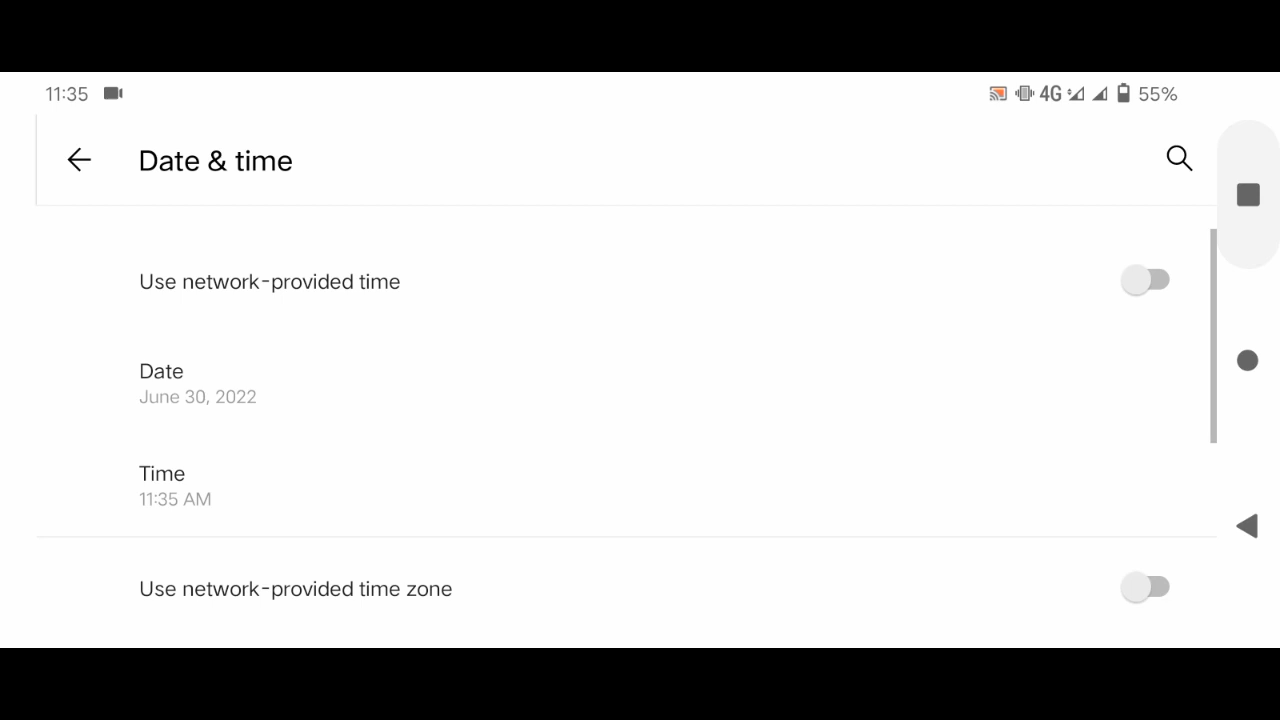 11:35 4G 55%
Date & time
Use network-provided time
Date
June 30, 2022
Time
11:35 AM
Use network-provided time zone